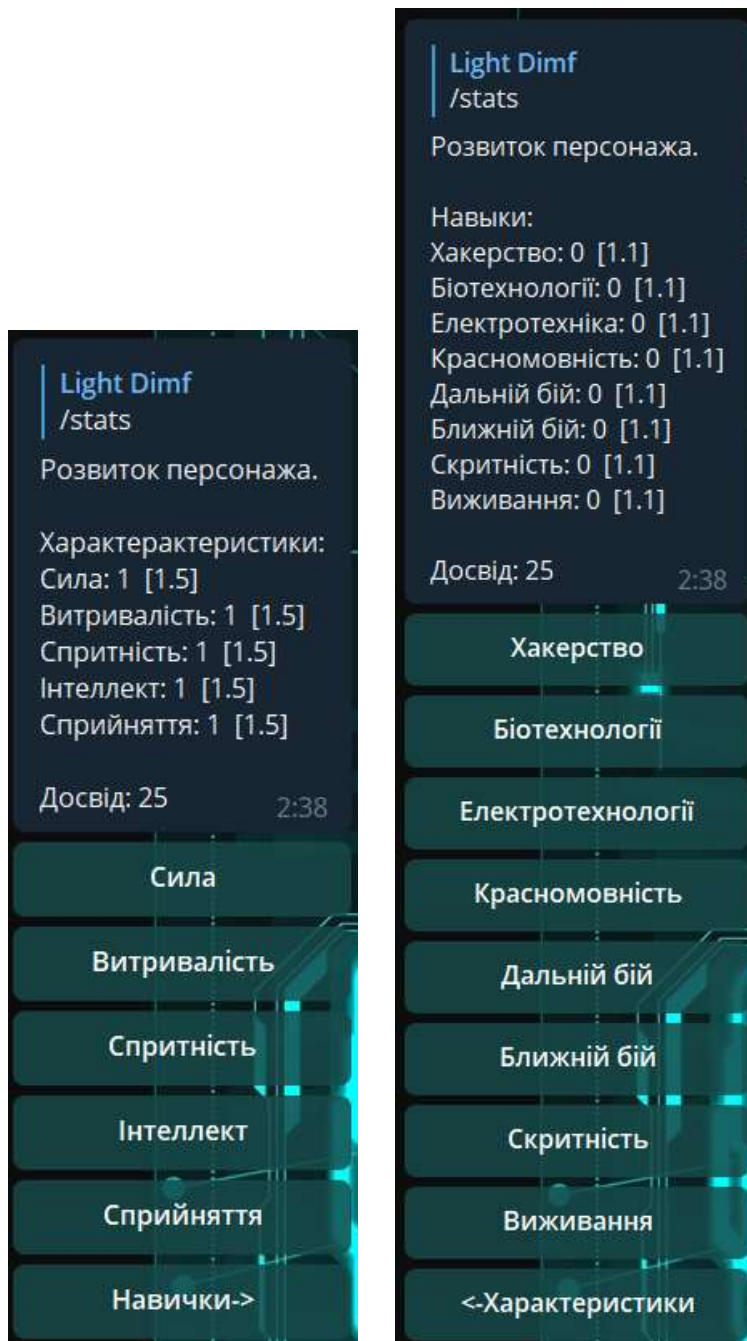 Light Dimf
/stats
Розвиток персонажа.
Характерактеристики:
Сила: 1 [1.5]
Витривалість: 1 [1.5]
Спритність: 1 [1.5]
Інтеллект: 1 [1.5]
Сприйняття: 1 [1.5]
Досвід: 25 2:38
Сила
Витривалість
Спритність
Інтеллект
Сприйняття
Навички->
Light Dimf
/stats
Розвиток персонажа.
Навыки:
Хакерство: 0 [1.1]
Біотехнології: 0 [1.1]
Електротехніка: 0 [1.1]
Красномовність: 0 [1.1]
Дальній бій: 0 [1.1]
Ближній бій: 0 [1.1]
Скритність: 0 [1.1]
Виживання: 0 [1.1]
Досвід: 25 2:38
Хакерство
Біотехнології
Електротехнології
Красномовність
Дальній бій
Ближній бій
Скритність
Виживання
<-Характеристики